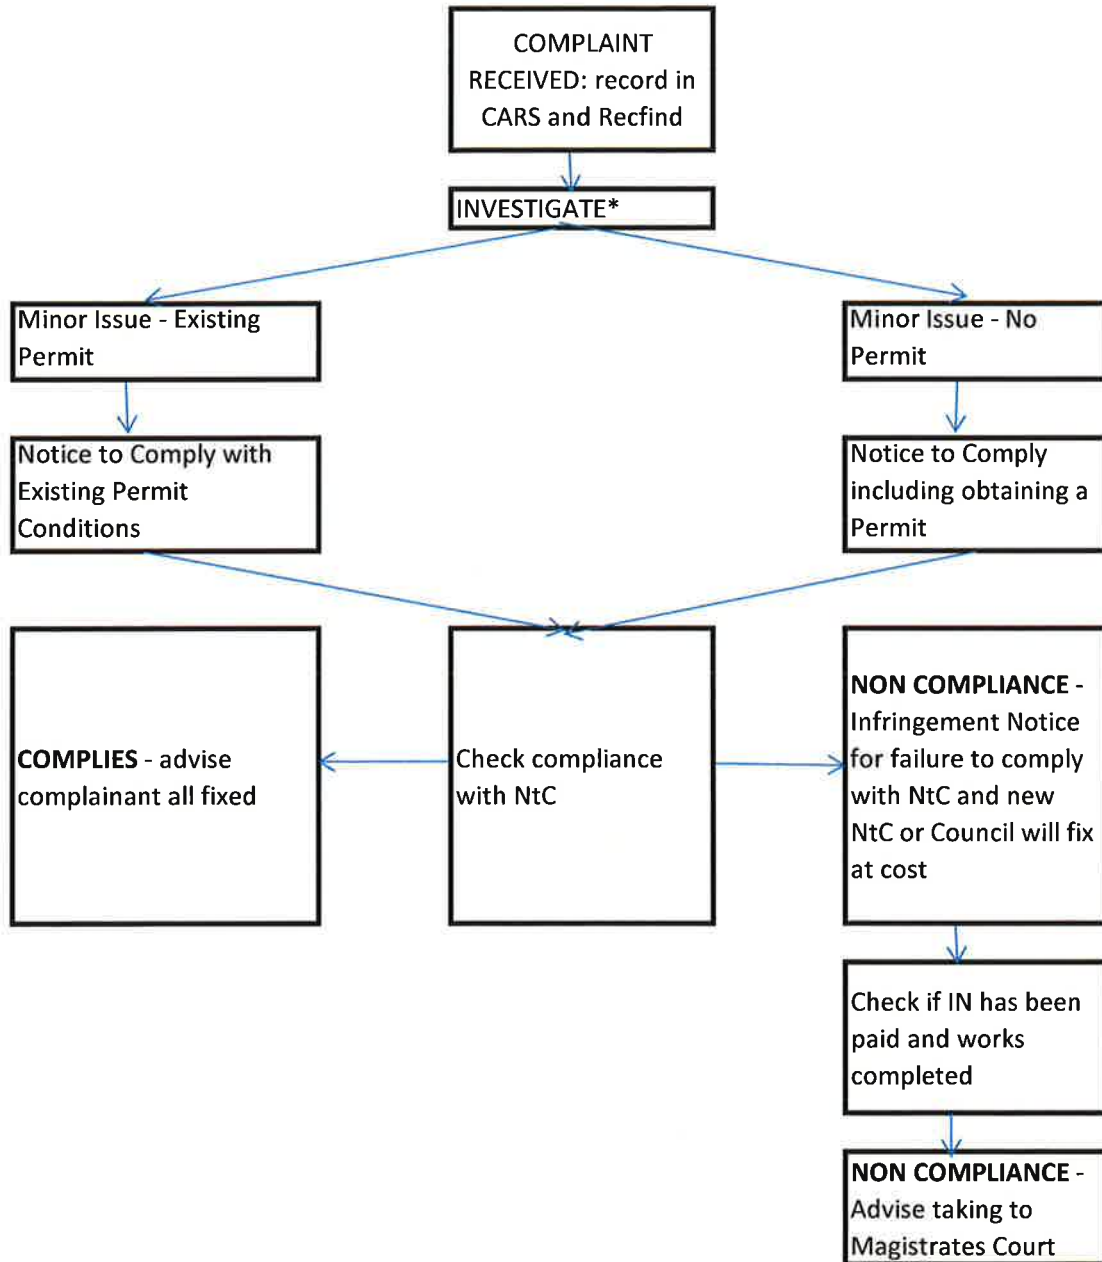 COMPLAINT
RECEIVED: record in
CARS and Recfind
INVESTIGATE*
Minor Issue - Existing
Permit
Minor Issue - No
Permit
Notice to Comply with
Existing Permit
Conditions
Notice to Comply
including obtaining a
Permit
COMPLIES - advise
complainant all fixed
Check compliance
with NtC
NON COMPLIANCE -
Infringement Notice
for failure to comply
with NtC and new
NtC or Council will fix
at cost
Check if IN has been
paid and works
completed
NON COMPLIANCE -
Advise taking to
Magistrates Court